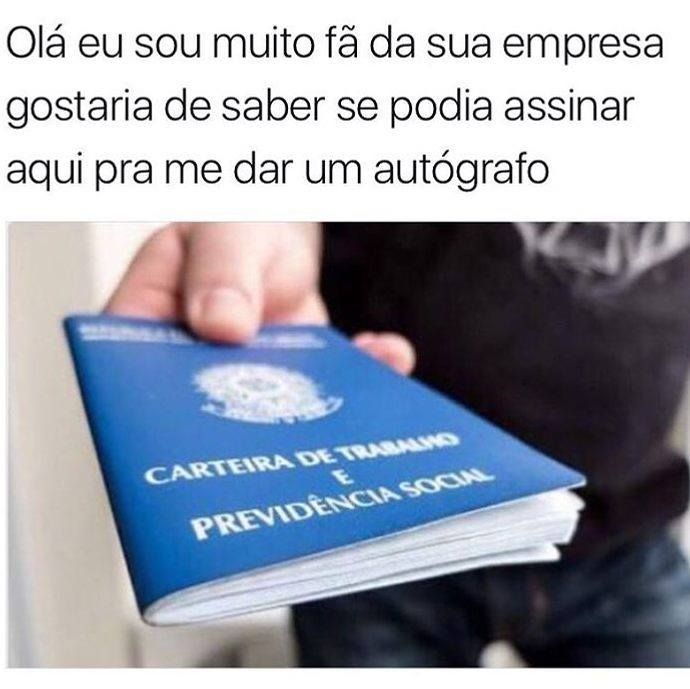 Olá eu sou muito fã da sua empresa
gostaria de saber se podia assinar
aqui pra me dar um autógrafo
CARTEIRA DE TRABALHO
E
PREVIDÊNCIA SOCIAL